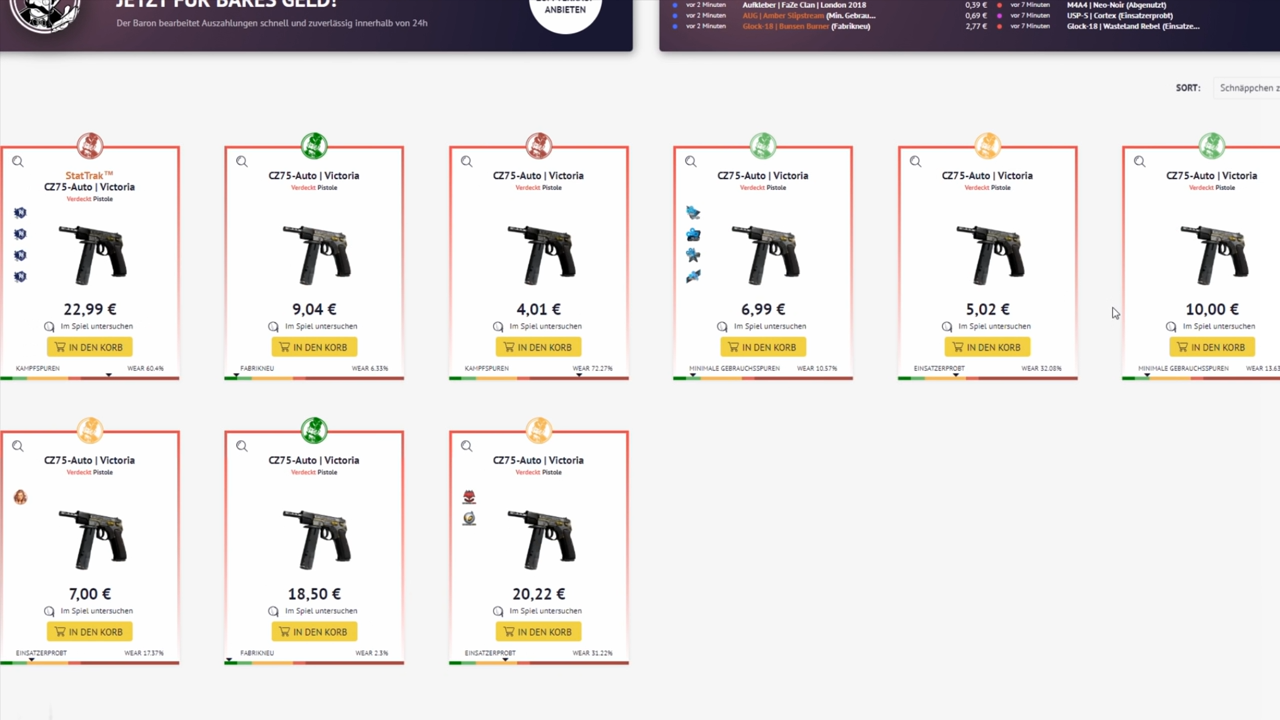 JETZT FÜR BARES GELD!
Der Baron bearbeitet Auszahlungen schnell und zuverlässig innerhalb von 24h
ANBIETEN
vor 2 Minuten Aufkleber | FaZe Clan | London 2018 0,39 €
vor 2 Minuten AUG | Amber Slipstream (Min. Gebrau... 0,69 €
vor 2 Minuten Glock-18 | Bunsen Burner (Fabrikneu) 2,77 €
vor 7 Minuten M4A4 | Neo-Noir (Abgenutzt)
vor 7 Minuten USP-S | Cortex (Einsatzerprobt)
vor 7 Minuten Glock-18 | Wasteland Rebel (Einsatze...
SORT: Schnäppchen z
StatTrak™
CZ75-Auto | Victoria
Verdeckt Pistole
22,99 €
Im Spiel untersuchen
IN DEN KORB
KAMPFSPUREN WEAR 60.4%
CZ75-Auto | Victoria
Verdeckt Pistole
9,04 €
Im Spiel untersuchen
IN DEN KORB
FABRIKNEU WEAR 6.33%
CZ75-Auto | Victoria
Verdeckt Pistole
4,01 €
Im Spiel untersuchen
IN DEN KORB
KAMPFSPUREN WEAR 72.27%
CZ75-Auto | Victoria
Verdeckt Pistole
6,99 €
Im Spiel untersuchen
IN DEN KORB
MINIMALE GEBRAUCHSSPUREN WEAR 10.57%
CZ75-Auto | Victoria
Verdeckt Pistole
5,02 €
Im Spiel untersuchen
IN DEN KORB
EINSATZERPROBT WEAR 32.08%
CZ75-Auto | Victoria
Verdeckt Pistole
10,00 €
Im Spiel untersuchen
IN DEN KORB
MINIMALE GEBRAUCHSSPUREN WEAR 13.63
CZ75-Auto | Victoria
Verdeckt Pistole
7,00 €
Im Spiel untersuchen
IN DEN KORB
EINSATZERPROBT WEAR 17.37%
CZ75-Auto | Victoria
Verdeckt Pistole
18,50 €
Im Spiel untersuchen
IN DEN KORB
FABRIKNEU WEAR 2.3%
CZ75-Auto | Victoria
Verdeckt Pistole
20,22 €
Im Spiel untersuchen
IN DEN KORB
EINSATZERPROBT WEAR 31.22%